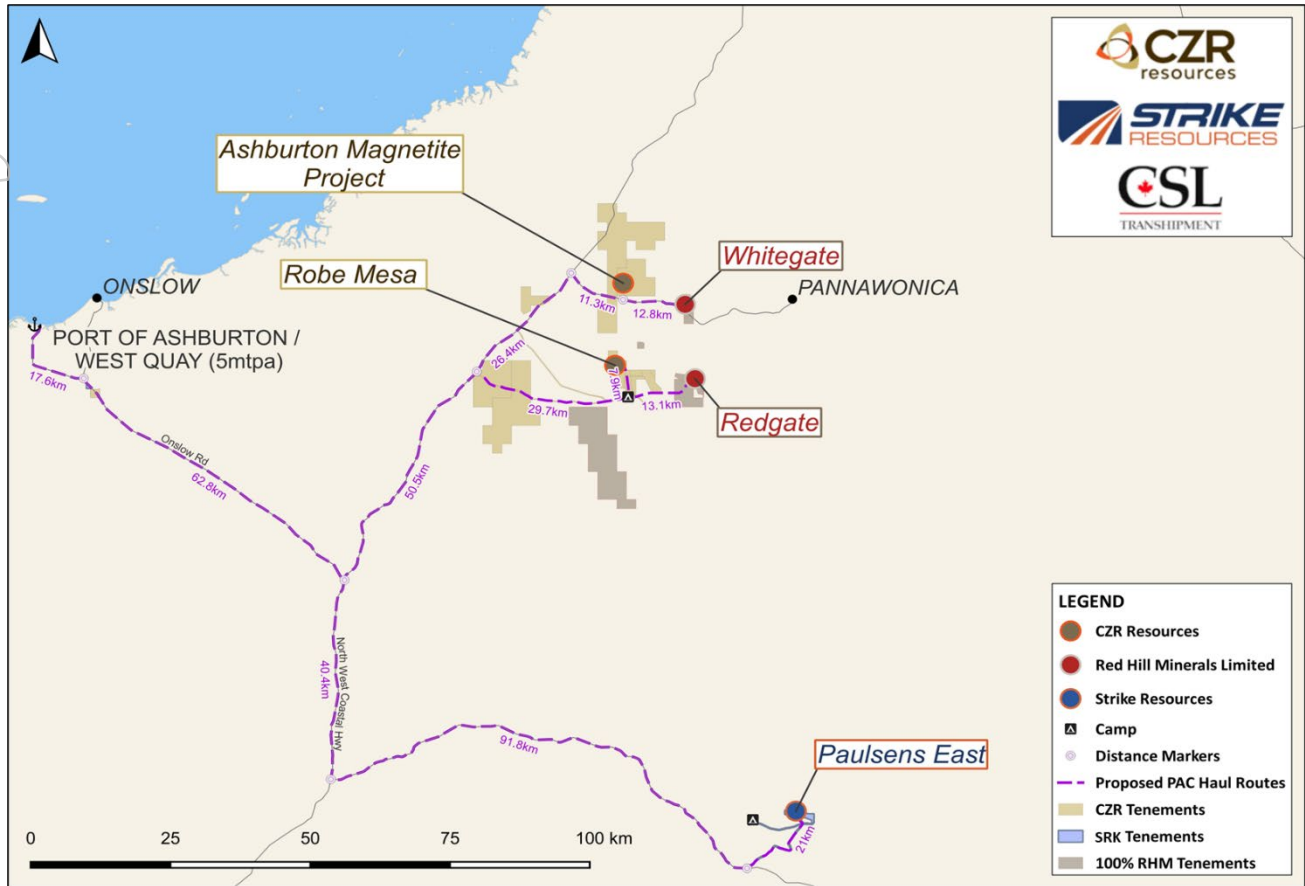 CZR
resources
STRIKE
RESOURCES
CSL
TRANSHIPMENT
Ashburton Magnetite
Project
Robe Mesa
Whitegate
ONSLOW
PANNAWONICA
PORT OF ASHBURTON /
WEST QUAY (5mtpa)
11.3km
12.8km
26.4km
7.9km
17.6km
29.7km
13.1km
Redgate
Onslow Rd
62.8km
50.5km
40.4km
North West Coastal Hwy
91.8km
Paulsens East
21km
0 25 50 75 100 km
LEGEND
CZR Resources
Red Hill Minerals Limited
Strike Resources
Camp
Distance Markers
Proposed PAC Haul Routes
CZR Tenements
SRK Tenements
100% RHM Tenements